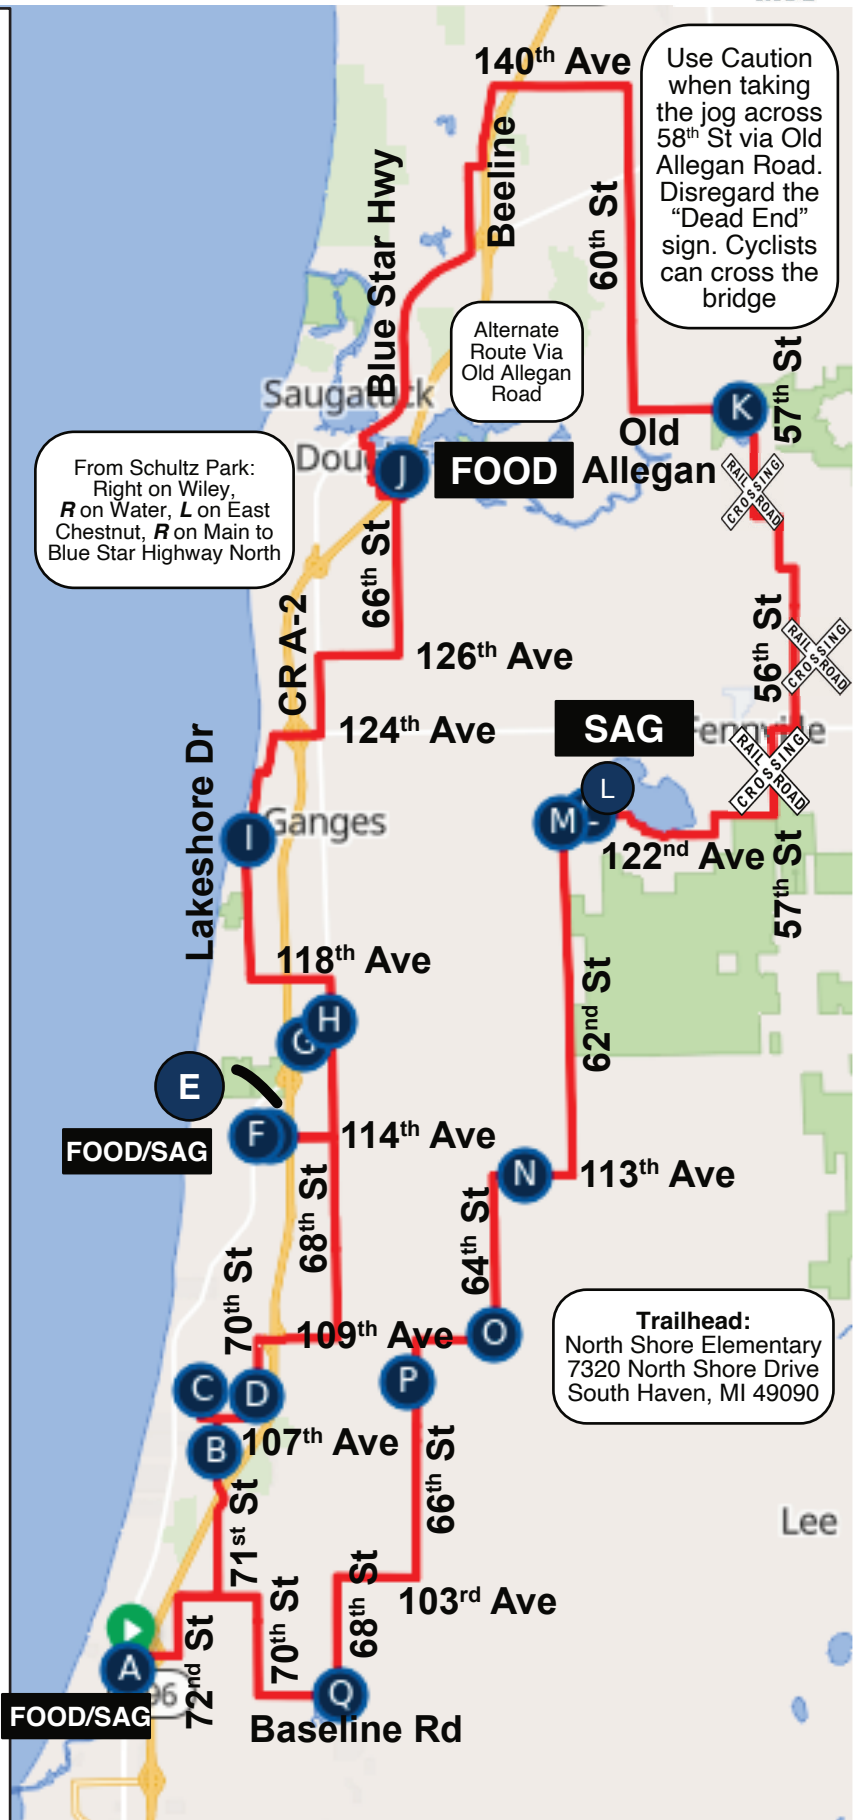 140th Ave
Use Caution
when taking
the jog across
58th St via Old
Allegan Road.
Disregard the
“Dead End”
sign. Cyclists
can cross the
bridge
Beeline
Blue Star Hwy
60th St
Alternate
Route Via
Old Allegan
Road
57th St
Saugatuck
K
Old
Allegan
From Schultz Park:
Right on Wiley,
R on Water, L on East
Chestnut, R on Main to
Blue Star Highway North
J
FOOD
RAIL ROAD
CROSSING
66th St
CR A-2
126th Ave
56th St
RAIL ROAD
CROSSING
124th Ave
SAG
Fennville
RAIL ROAD
CROSSING
Lakeshore Dr
L
I
Ganges
M
122nd Ave
57th St
118th Ave
62nd St
H
G
E
F
FOOD/SAG
114th Ave
68th St
N
113th Ave
64th St
70th St
109th Ave
O
Trailhead:
North Shore Elementary
7320 North Shore Drive
South Haven, MI 49090
C
D
P
B
107th Ave
66th St
71st St
Lee
68th St
103rd Ave
70th St
72nd St
A
96
Q
FOOD/SAG
Baseline Rd